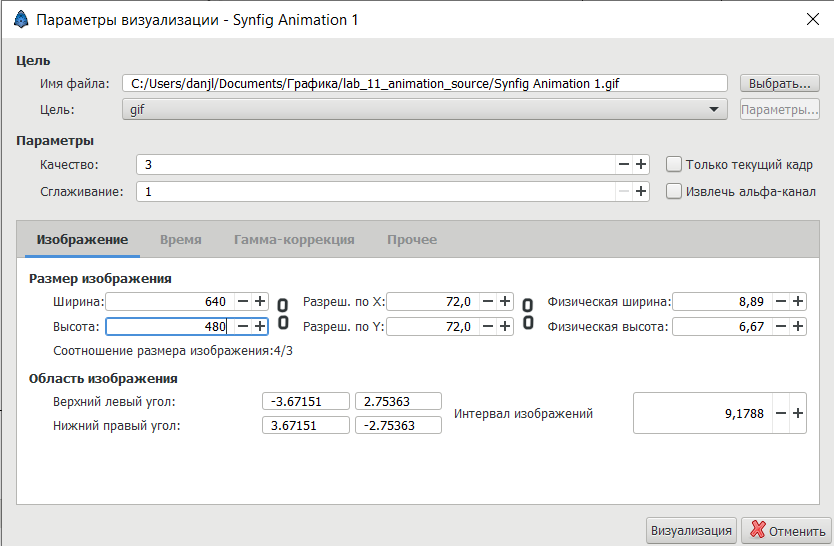 Параметры визуализации - Synfig Animation 1
Цель
Имя файла: C:/Users/danjl/Documents/Графика/lab_11_animation_source/Synfig Animation 1.gif Выбрать...
Цель: gif Параметры...
Параметры
Качество: 3 Только текущий кадр
Сглаживание: 1 Извлечь альфа-канал
Изображение Время Гамма-коррекция Прочее
Размер изображения
Ширина: 640 Разреш. по X: 72,0 Физическая ширина: 8,89
Высота: 480 Разреш. по Y: 72,0 Физическая высота: 6,67
Соотношение размера изображения:4/3
Область изображения
Верхний левый угол: -3.67151 2.75363
Интервал изображений 9,1788
Нижний правый угол: 3.67151 -2.75363
Визуализация Отменить